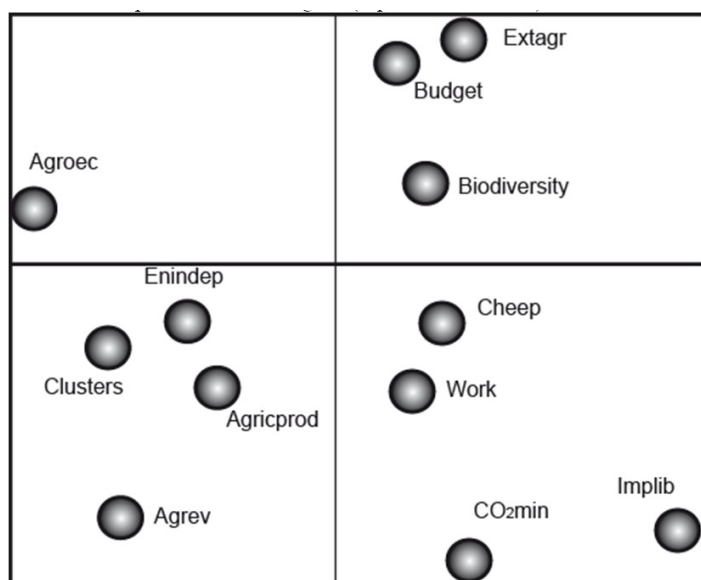 Extagr
Budget
Agroec
Biodiversity
Enindep
Cheep
Clusters
Work
Agricprod
Implib
CO₂min
Agrev